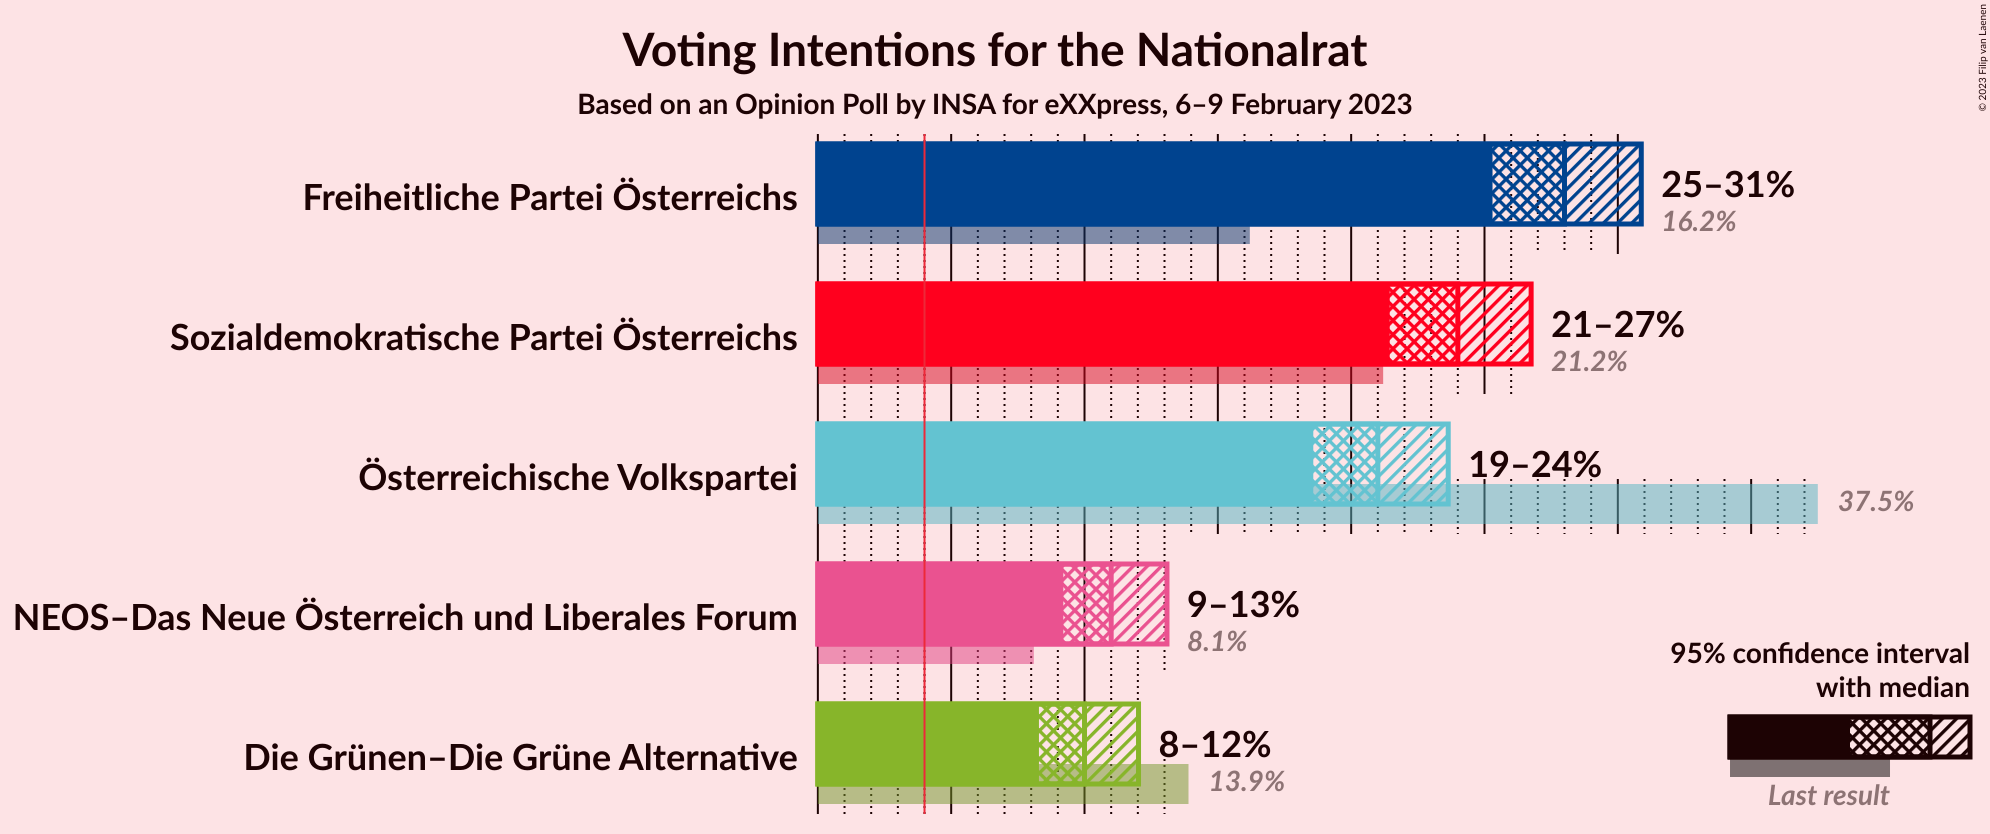 Voting Intentions for the Nationalrat
Based on an Opinion Poll by INSA for eXXpress, 6–9 February 2023
© 2023 Filip van Laenen
Freiheitliche Partei Österreichs
25–31%
16.2%
Sozialdemokratische Partei Österreichs
21–27%
21.2%
Österreichische Volkspartei
19–24%
37.5%
NEOS–Das Neue Österreich und Liberales Forum
9–13%
8.1%
Die Grünen–Die Grüne Alternative
8–12%
13.9%
95% confidence interval
with median
Last result